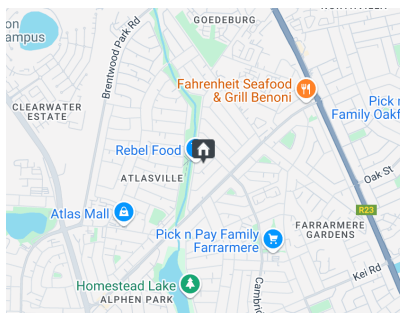 GOEDEBURG
on
ampus
Brentwood Park Rd
Fahrenheit Seafood
& Grill Benoni
CLEARWATER
ESTATE
Pick n
Family Oakf
Rebel Food
ATLASVILLE
Oak St
Atlas Mall
R23
Pick n Pay Family
Farrarmere
FARRARMERE
GARDENS
Kei Rd
Homestead Lake
ALPHEN PARK
Cambrid